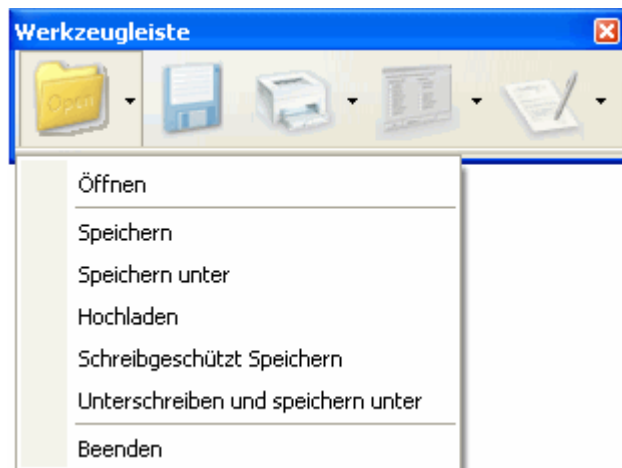 Werkzeugleiste
Open
Öffnen
Speichern
Speichern unter
Hochladen
Schreibgeschützt Speichern
Unterschreiben und speichern unter
Beenden